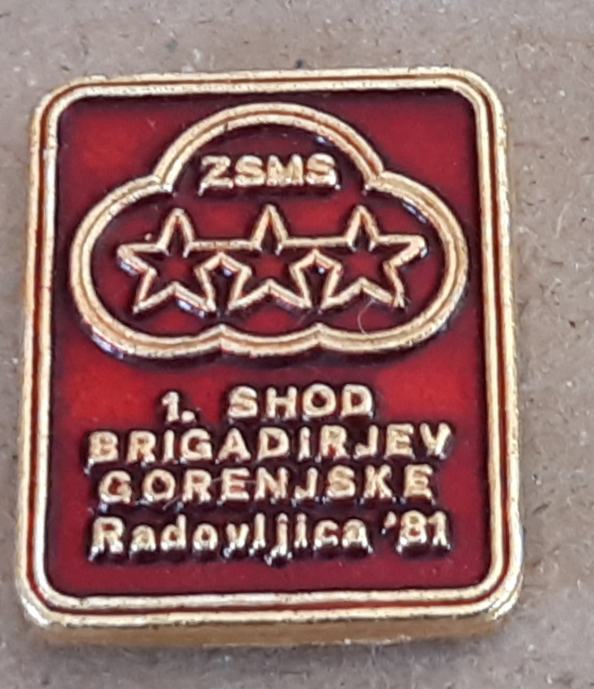 ZSMS
1. SHOD
BRIGADIRJEV
GORENJSKE
Radovljica '81